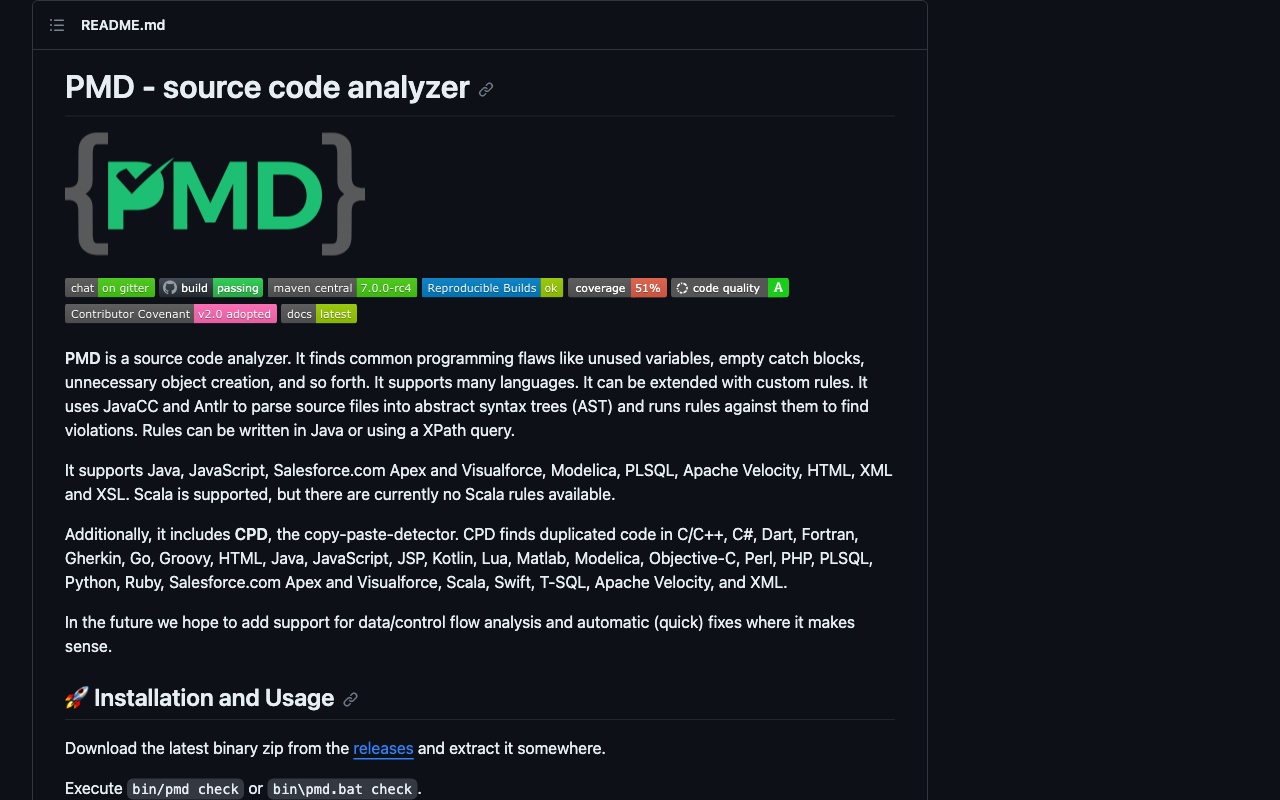 README.md
PMD - source code analyzer
{PMD}
chat on gitter build passing maven central 7.0.0-rc4 Reproducible Builds ok coverage 51% code quality A
Contributor Covenant v2.0 adopted docs latest
PMD is a source code analyzer. It finds common programming flaws like unused variables, empty catch blocks,
unnecessary object creation, and so forth. It supports many languages. It can be extended with custom rules. It
uses JavaCC and Antlr to parse source files into abstract syntax trees (AST) and runs rules against them to find
violations. Rules can be written in Java or using a XPath query.
It supports Java, JavaScript, Salesforce.com Apex and Visualforce, Modelica, PLSQL, Apache Velocity, HTML, XML
and XSL. Scala is supported, but there are currently no Scala rules available.
Additionally, it includes CPD, the copy-paste-detector. CPD finds duplicated code in C/C++, C#, Dart, Fortran,
Gherkin, Go, Groovy, HTML, Java, JavaScript, JSP, Kotlin, Lua, Matlab, Modelica, Objective-C, Perl, PHP, PLSQL,
Python, Ruby, Salesforce.com Apex and Visualforce, Scala, Swift, T-SQL, Apache Velocity, and XML.
In the future we hope to add support for data/control flow analysis and automatic (quick) fixes where it makes
sense.
🚀 Installation and Usage
Download the latest binary zip from the releases and extract it somewhere.
Execute bin/pmd check or bin\pmd.bat check.